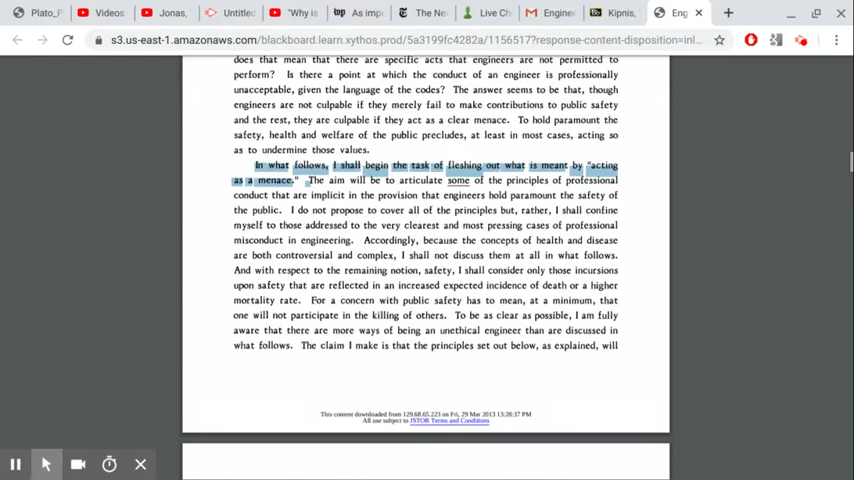 Plato_P
Videos
Jonas,
Untitled
"Why is
wp As imp
The Ne
Live Ch
Engine
Kipnis,
Eng
s3.us-east-1.amazonaws.com/blackboard.learn.xythos.prod/5a3199fc4282a/1156517?response-content-disposition=inl...
does that mean that there are specific acts that engineers are not permitted to
perform? Is there a point at which the conduct of an engineer is professionally
unacceptable, given the language of the codes? The answer seems to be that, though
engineers are not culpable if they merely fail to make contributions to public safety
and the rest, they are culpable if they act as a clear menace. To hold paramount the
safety, health and welfare of the public precludes, at least in most cases, acting so
as to undermine those values.
In what follows, I shall begin the task of fleshing out what is meant by "acting
as a menace." The aim will be to articulate some of the principles of professional
conduct that are implicit in the provision that engineers hold paramount the safety of
the public. I do not propose to cover all of the principles but, rather, I shall confine
myself to those addressed to the very clearest and most pressing cases of professional
misconduct in engineering. Accordingly, because the concepts of health and disease
are both controversial and complex, I shall not discuss them at all in what follows.
And with respect to the remaining notion, safety, I shall consider only those incursions
upon safety that are reflected in an increased expected incidence of death or a higher
mortality rate. For a concern with public safety has to mean, at a minimum, that
one will not participate in the killing of others. To be as clear as possible, I am fully
aware that there are more ways of being an unethical engineer than are discussed in
what follows. The claim I make is that the principles set out below, as explained, will
This content downloaded from 129.68.65.223 on Fri, 29 Mar 2013 13:28:37 PM
All use subject to JSTOR Terms and Conditions